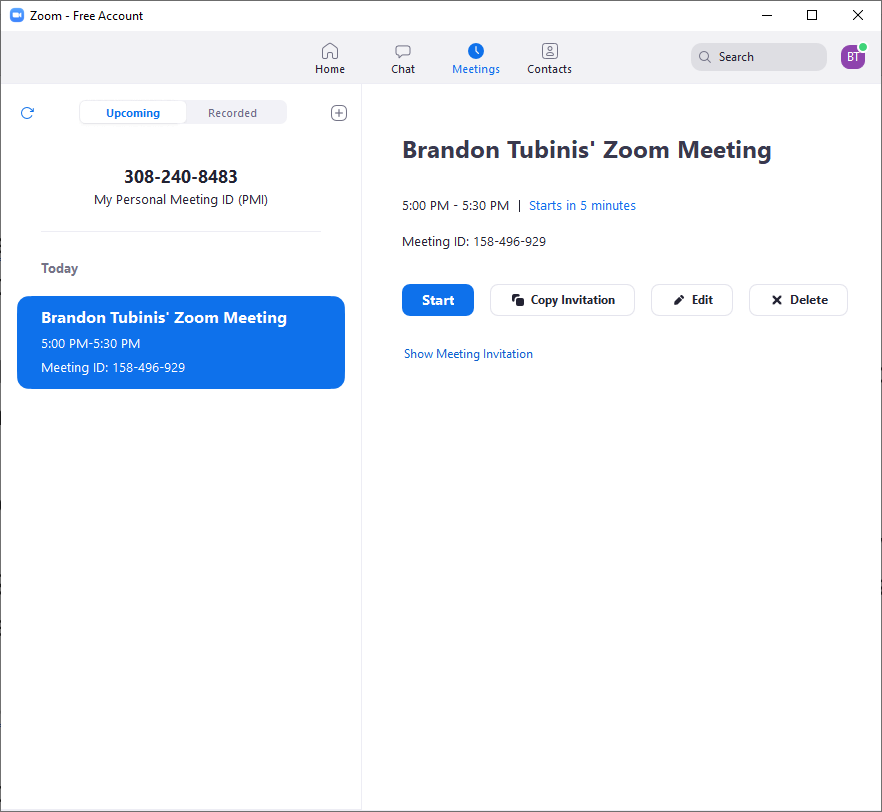 Zoom - Free Account
Home
Chat
Meetings
Contacts
Search
BT
Upcoming
Recorded
308-240-8483
My Personal Meeting ID (PMI)
Today
Brandon Tubinis' Zoom Meeting
5:00 PM-5:30 PM
Meeting ID: 158-496-929
Brandon Tubinis' Zoom Meeting
5:00 PM - 5:30 PM | Starts in 5 minutes
Meeting ID: 158-496-929
Start
Copy Invitation
Edit
Delete
Show Meeting Invitation